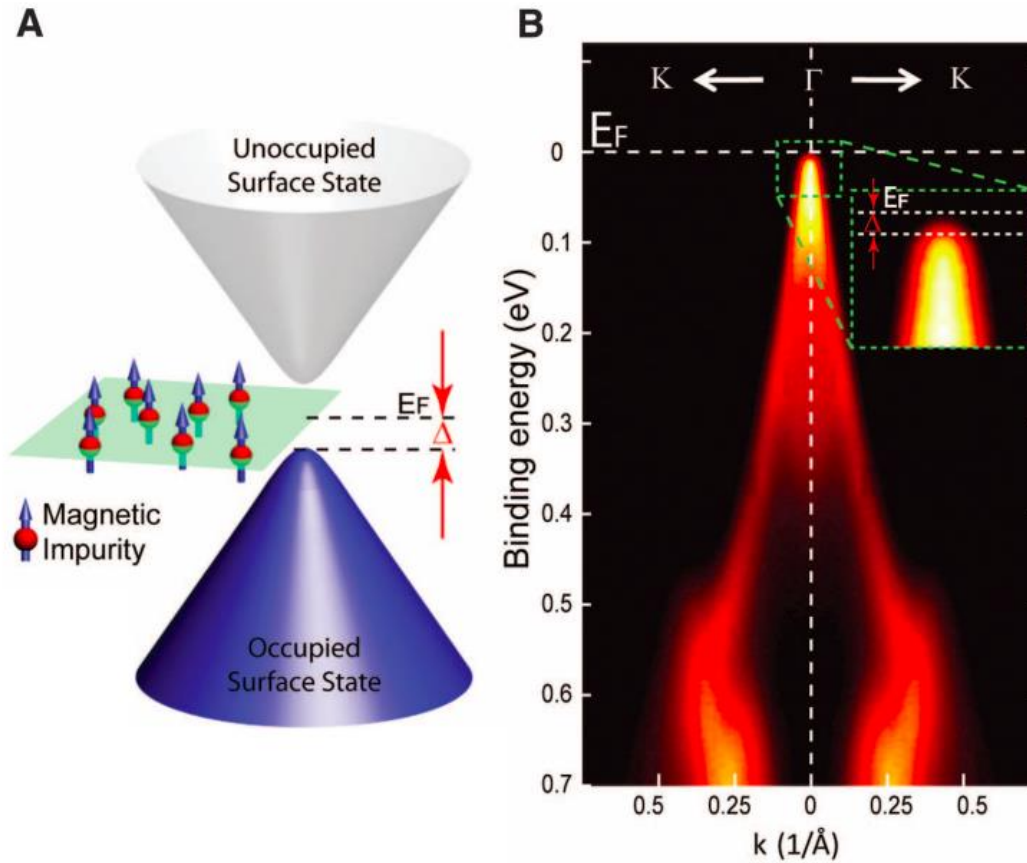 A
Unoccupied
Surface State
EF
Δ
Magnetic
Impurity
Occupied
Surface State
B
K Γ K
EF
0
0.1
0.2
0.3
0.4
0.5
0.6
0.7
Binding energy (eV)
EF
Δ
0.5 0.25 0 0.25 0.5
k (1/Å)